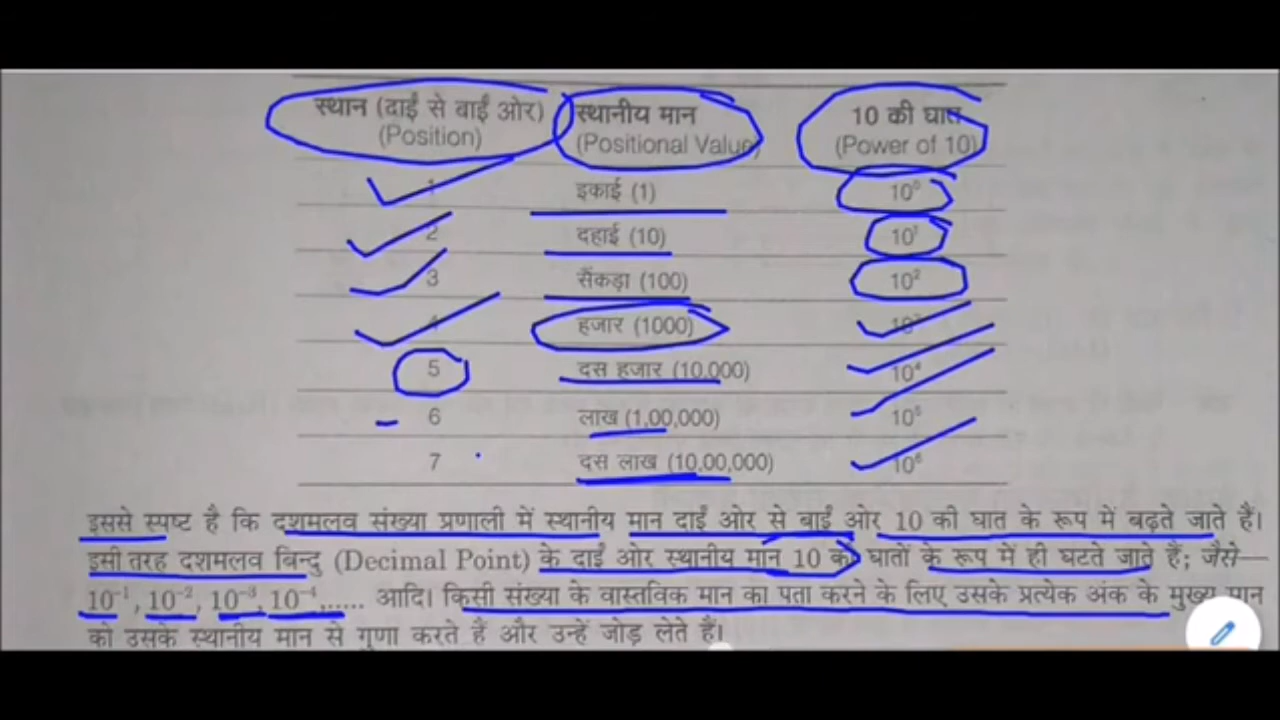 स्थान (दाईं से बाईं ओर) स्थानीय मान 10 की घात
(Position) (Positional Value) (Power of 10)
1 इकाई (1) 10⁰
2 दहाई (10) 10¹
3 सैंकड़ा (100) 10²
4 हजार (1000) 10³
5 दस हजार (10,000) 10⁴
6 लाख (1,00,000) 10⁵
7 दस लाख (10,00,000) 10⁶
इससे स्पष्ट है कि दशमलव संख्या प्रणाली में स्थानीय मान दाईं ओर से बाईं ओर 10 की घात के रूप में बढ़ते जाते हैं।
इसी तरह दशमलव बिन्दु (Decimal Point) के दाईं ओर स्थानीय मान 10 की घातों के रूप में ही घटते जाते हैं; जैसे—
10⁻¹, 10⁻², 10⁻³, 10⁻⁴,...... आदि। किसी संख्या के वास्तविक मान का पता करने के लिए उसके प्रत्येक अंक के मुख्य मान
को उसके स्थानीय मान से गुणा करते हैं और उन्हें जोड़ लेते हैं।